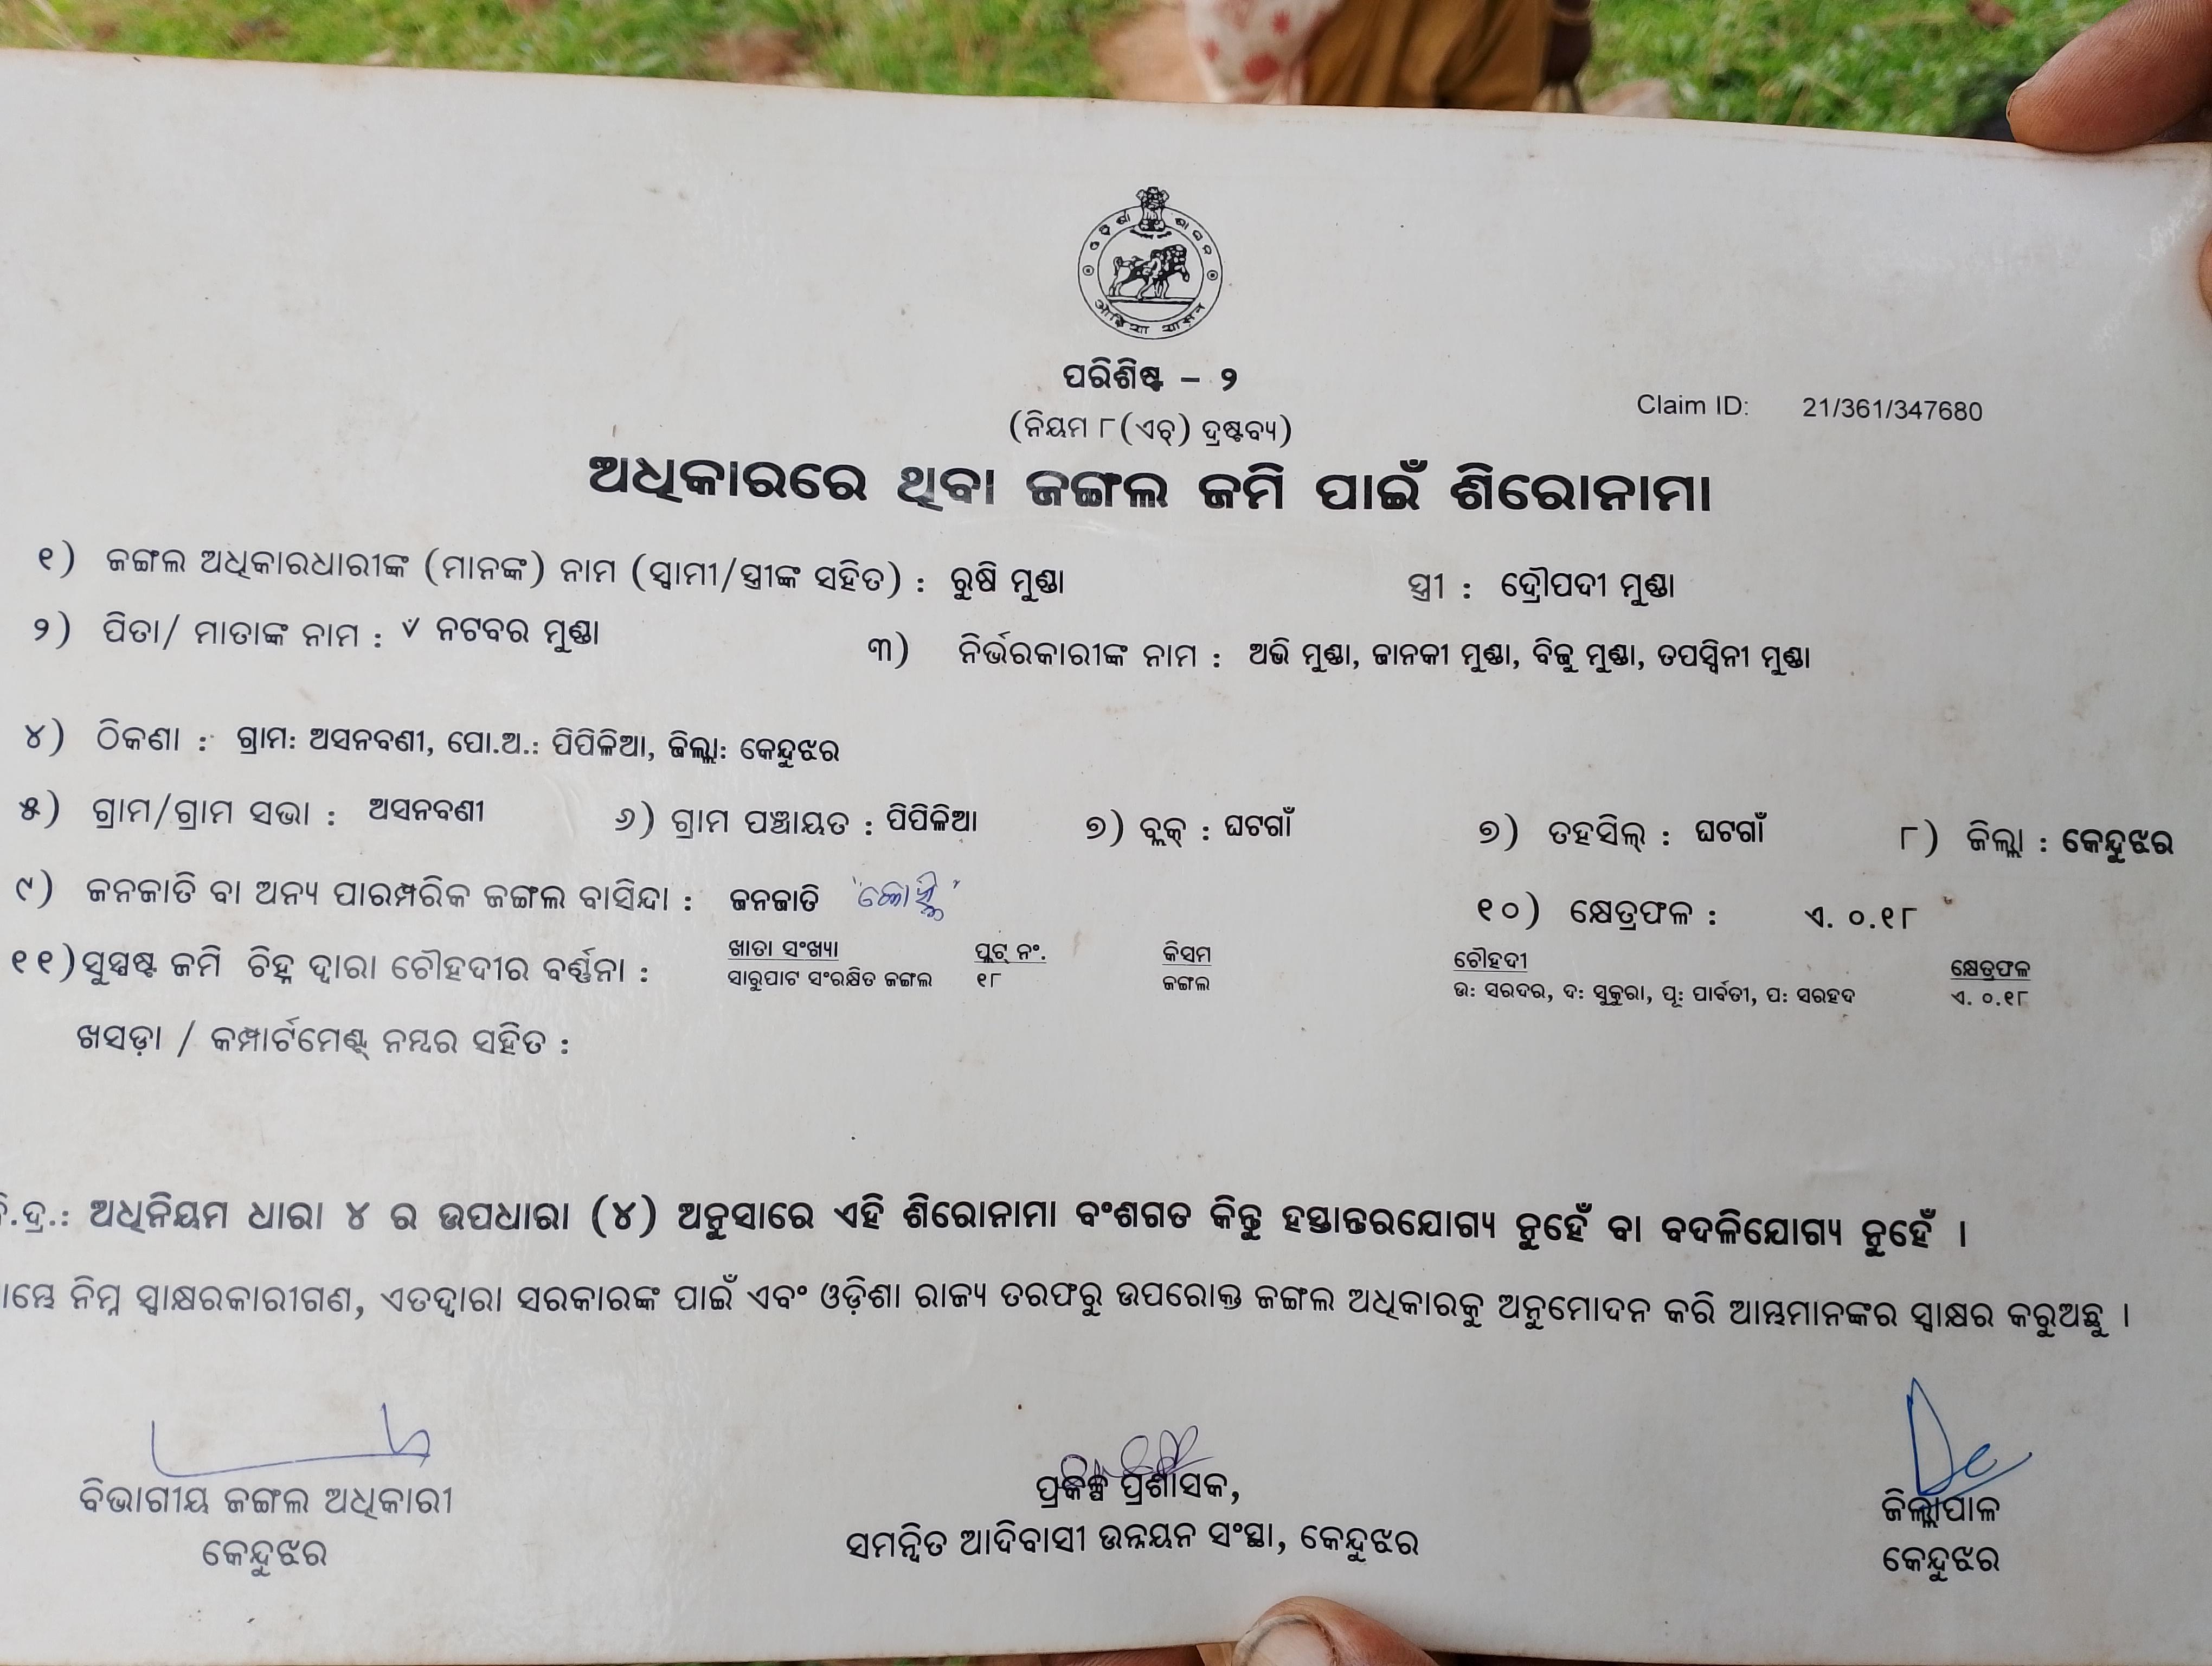 ଓଡ଼ିଶା ଶାସନ
ओड़िशा शासन
ପରିଶିଷ୍ଟ – ୨
Claim ID: 21/361/347680
(ନିୟମ ୮(ଏଚ୍) ଦ୍ରଷ୍ଟବ୍ୟ)
ଅଧିକାରରେ ଥିବା ଜଙ୍ଗଲ ଜମି ପାଇଁ ଶିରୋନାମା
୧) ଜଙ୍ଗଲ ଅଧିକାରଧାରୀଙ୍କ (ମାନଙ୍କ) ନାମ (ସ୍ୱାମୀ/ସ୍ତ୍ରୀଙ୍କ ସହିତ) : ରୁଷି ମୁଣ୍ଡା ସ୍ତ୍ରୀ : ଦ୍ରୌପଦୀ ମୁଣ୍ଡା
୨) ପିତା/ ମାତାଙ୍କ ନାମ : ନଟବର ମୁଣ୍ଡା ୩) ନିର୍ଭରକାରୀଙ୍କ ନାମ : ଅଭି ମୁଣ୍ଡା, ଜାନକୀ ମୁଣ୍ଡା, ବିଜୁ ମୁଣ୍ଡା, ତପସ୍ୱିନୀ ମୁଣ୍ଡା
୪) ଠିକଣା : ଗ୍ରାମ: ଅସନବଣୀ, ପୋ.ଅ.: ପିପିଳିଆ, ଜିଲ୍ଲା: କେନ୍ଦୁଝର
୫) ଗ୍ରାମ/ଗ୍ରାମ ସଭା : ଅସନବଣୀ ୬) ଗ୍ରାମ ପଞ୍ଚାୟତ : ପିପିଳିଆ ୭) ବ୍ଲକ୍ : ଘଟଗାଁ ୭) ତହସିଲ୍ : ଘଟଗାଁ ୮) ଜିଲ୍ଲା : କେନ୍ଦୁଝର
୯) ଜନଜାତି ବା ଅନ୍ୟ ପାରମ୍ପରିକ ଜଙ୍ଗଲ ବାସିନ୍ଦା : ଜନଜାତି ୧୦) କ୍ଷେତ୍ରଫଳ : ଏ. ୦.୧୮
୧୧) ସୁସ୍ପଷ୍ଟ ଜମି ଚିହ୍ନ ଦ୍ୱାରା ଚୌହଦୀର ବର୍ଣ୍ଣନା : ଖାତା ସଂଖ୍ୟା ପ୍ଲଟ୍ ନଂ. କିସମ ଚୌହଦୀ କ୍ଷେତ୍ରଫଳ
ସାରୁପାଟ ସଂରକ୍ଷିତ ଜଙ୍ଗଲ ୧୮ ଜଙ୍ଗଲ ଉ: ସରଦର, ଦ: ସୁକୁରା, ପୂ: ପାର୍ବତୀ, ପ: ସରହଦ ଏ. ୦.୧୮
ଖସଡ଼ା / କମ୍ପାର୍ଟମେଣ୍ଟ୍ ନମ୍ବର ସହିତ :
ବି.ଦ୍ର.: ଅଧିନିୟମ ଧାରା ୪ ର ଉପଧାରା (୪) ଅନୁସାରେ ଏହି ଶିରୋନାମା ବଂଶଗତ କିନ୍ତୁ ହସ୍ତାନ୍ତରଯୋଗ୍ୟ ନୁହେଁ ବା ବଦଳିଯୋଗ୍ୟ ନୁହେଁ ।
ଆମ୍ଭେ ନିମ୍ନ ସ୍ୱାକ୍ଷରକାରୀଗଣ, ଏତଦ୍ୱାରା ସରକାରଙ୍କ ପାଇଁ ଏବଂ ଓଡ଼ିଶା ରାଜ୍ୟ ତରଫରୁ ଉପରୋକ୍ତ ଜଙ୍ଗଲ ଅଧିକାରକୁ ଅନୁମୋଦନ କରି ଆମ୍ଭମାନଙ୍କର ସ୍ୱାକ୍ଷର କରୁଅଛୁ ।
ବିଭାଗୀୟ ଜଙ୍ଗଲ ଅଧିକାରୀ
କେନ୍ଦୁଝର
ପ୍ରକଳ୍ପ ପ୍ରଶାସକ,
ସମନ୍ୱିତ ଆଦିବାସୀ ଉନ୍ନୟନ ସଂସ୍ଥା, କେନ୍ଦୁଝର
ଜିଲ୍ଲାପାଳ
କେନ୍ଦୁଝର